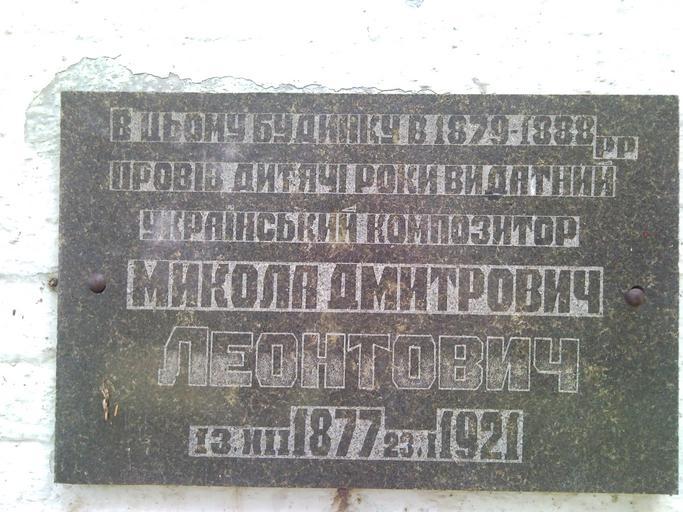 В ЦЬОМУ БУДИНКУ В 1879-1888 РР
ПРОВІВ ДИТЯЧІ РОКИ ВИДАТНИЙ
УКРАЇНСЬКИЙ КОМПОЗИТОР
МИКОЛА ДМИТРОВИЧ
ЛЕОНТОВИЧ
13.XII 1877 23.I 1921